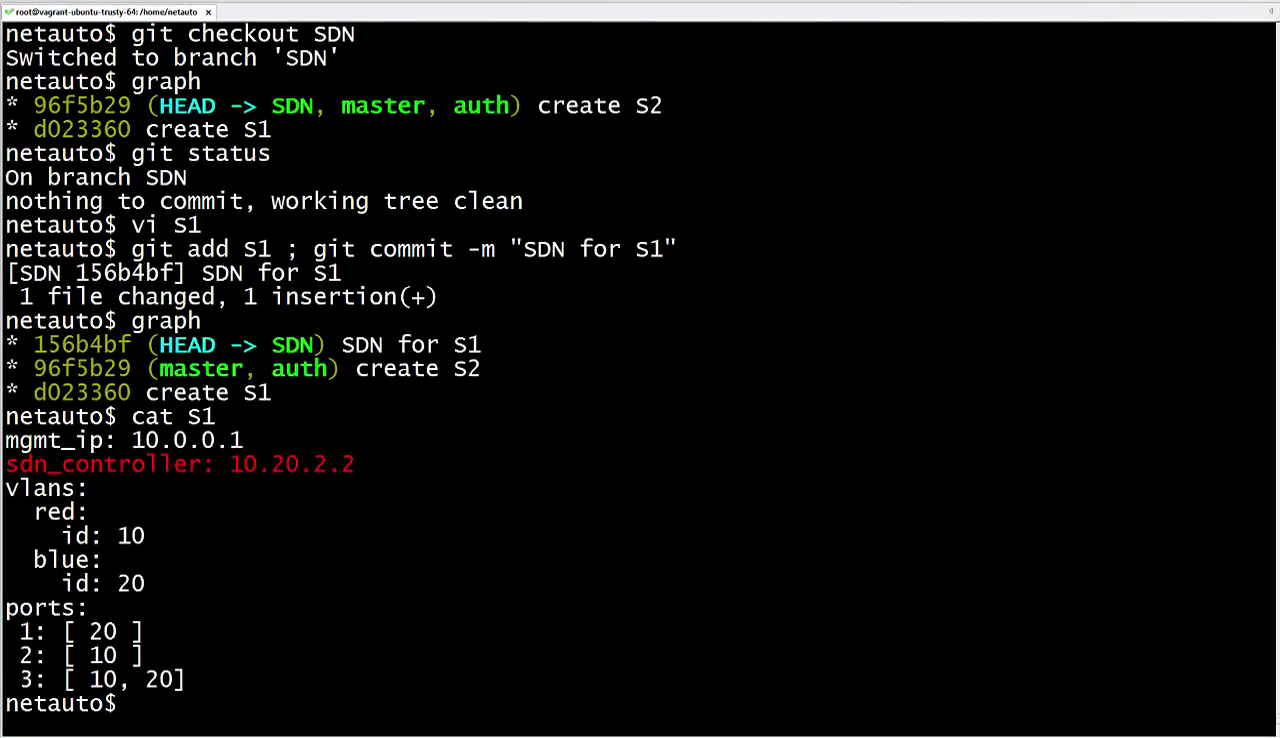 root@vagrant-ubuntu-trusty-64: /home/netauto
netauto$ git checkout SDN
Switched to branch 'SDN'
netauto$ graph
* 96f5b29 (HEAD -> SDN, master, auth) create S2
* d023360 create S1
netauto$ git status
On branch SDN
nothing to commit, working tree clean
netauto$ vi S1
netauto$ git add S1 ; git commit -m "SDN for S1"
[SDN 156b4bf] SDN for S1
 1 file changed, 1 insertion(+)
netauto$ graph
* 156b4bf (HEAD -> SDN) SDN for S1
* 96f5b29 (master, auth) create S2
* d023360 create S1
netauto$ cat S1
mgmt_ip: 10.0.0.1
sdn_controller: 10.20.2.2
vlans:
  red:
    id: 10
  blue:
    id: 20
ports:
 1: [ 20 ]
 2: [ 10 ]
 3: [ 10, 20]
netauto$